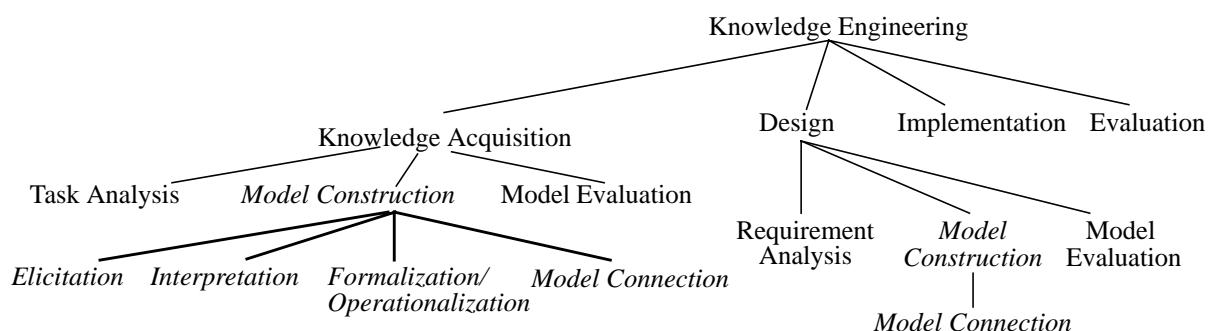 Knowledge Engineering
Knowledge Acquisition
Design
Implementation
Evaluation
Task Analysis
Model Construction
Model Evaluation
Requirement
Analysis
Model
Construction
Model
Evaluation
Elicitation
Interpretation
Formalization/
Operationalization
Model Connection
Model Connection